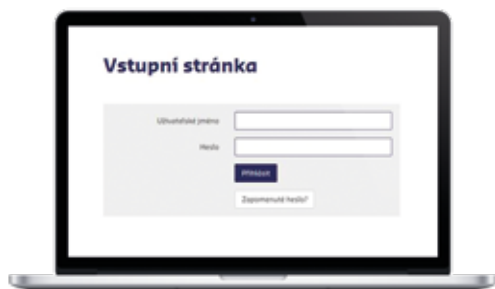 Vstupní stránka
Uživatelské jméno
Heslo
Přihlásit
Zapomenuté heslo?